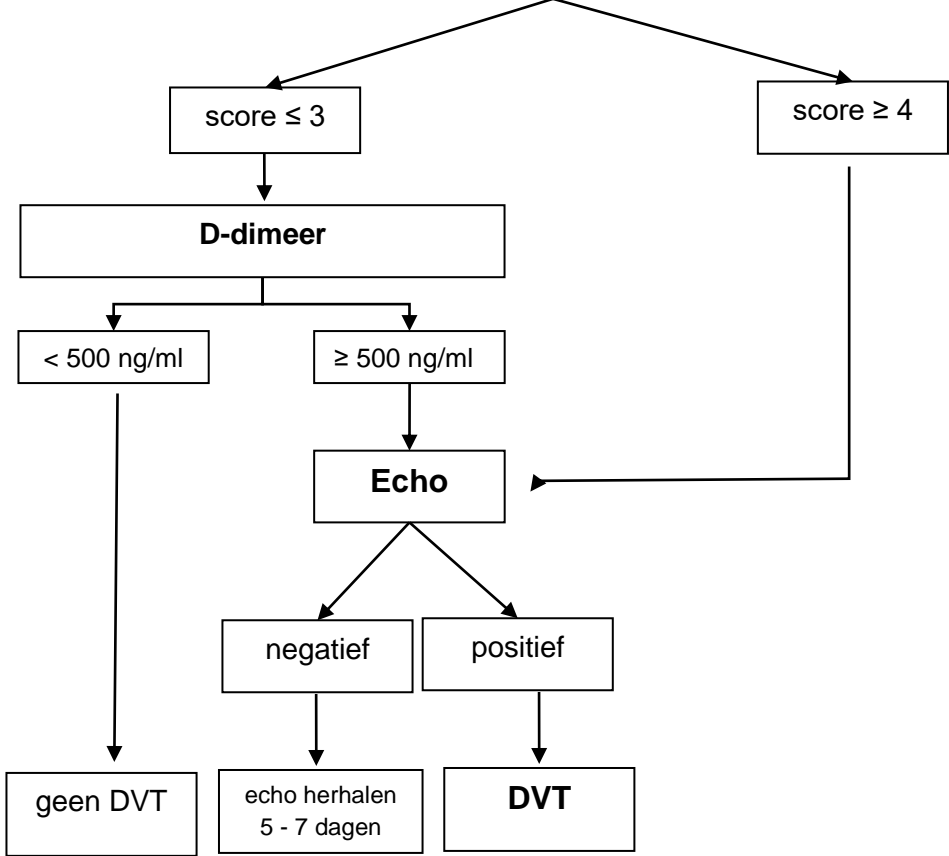 score ≤ 3
score ≥ 4
D-dimeer
< 500 ng/ml
≥ 500 ng/ml
Echo
negatief
positief
geen DVT
echo herhalen
5 - 7 dagen
DVT